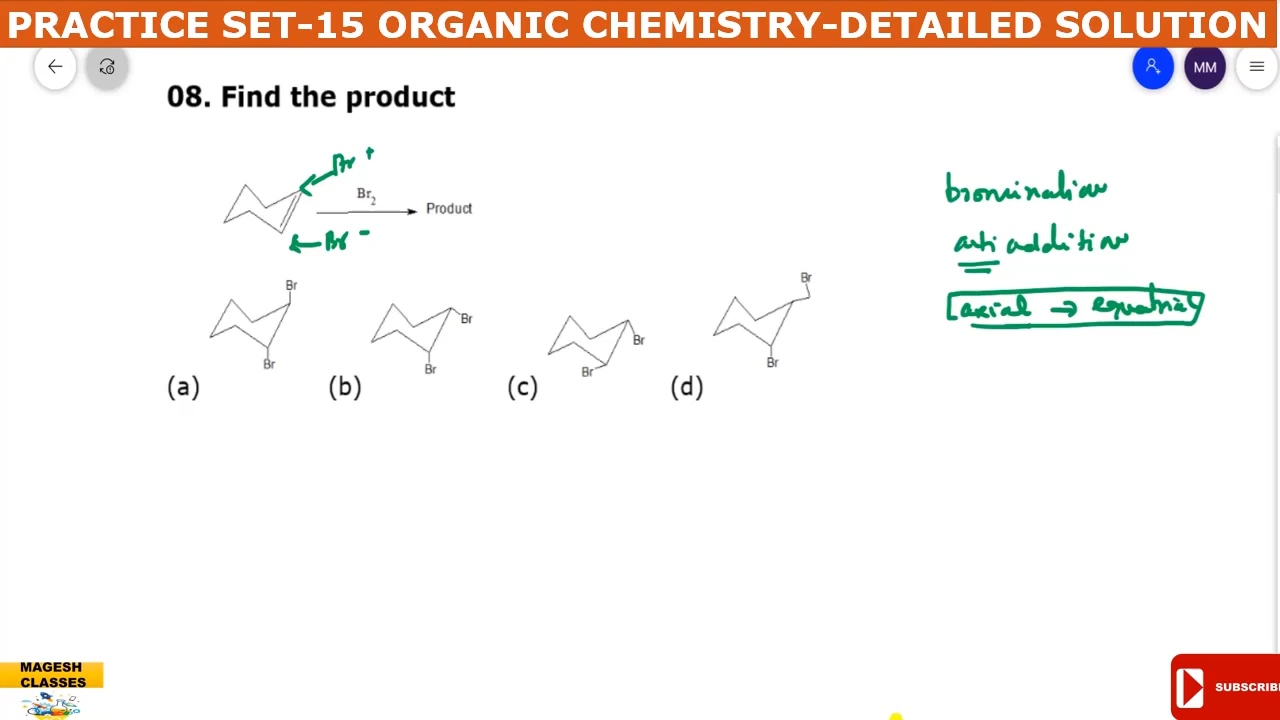 PRACTICE SET-15 ORGANIC CHEMISTRY-DETAILED SOLUTION
MM
08. Find the product
Br +
Br2
Product
Br -
bromination
anti addition
axial → equatrial
Br
Br
Br
Br
Br
Br
Br
Br
(a)
(b)
(c)
(d)
MAGESH
CLASSES
SUBSCRIBE